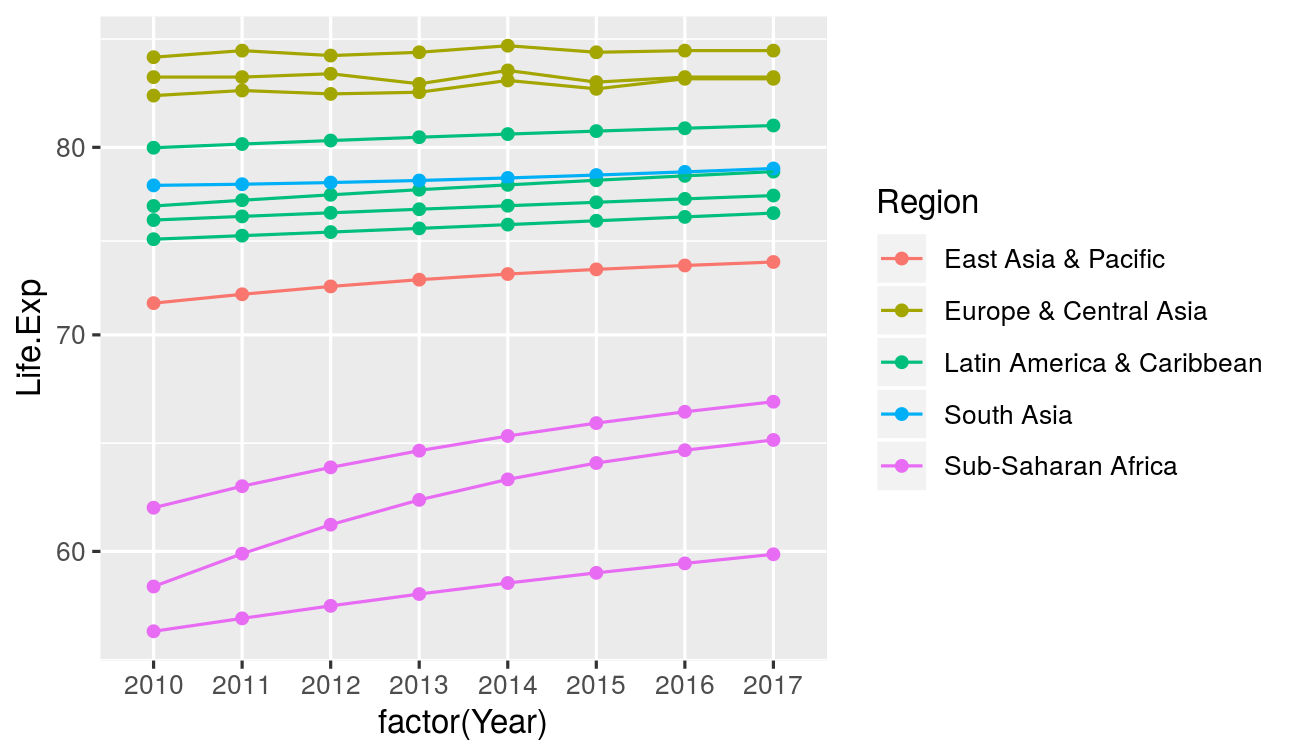 80
70
60
Life.Exp
2010 2011 2012 2013 2014 2015 2016 2017
factor(Year)
Region
East Asia & Pacific
Europe & Central Asia
Latin America & Caribbean
South Asia
Sub-Saharan Africa